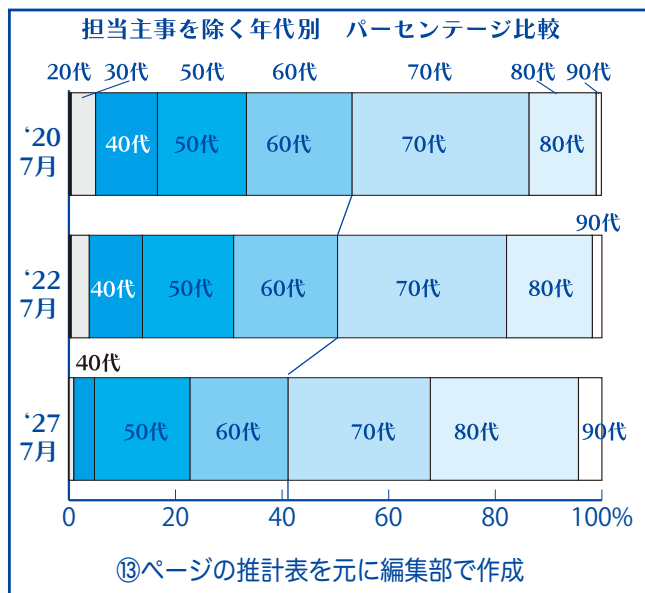 担当主事を除く年代別　パーセンテージ比較
20代 30代 50代 60代 70代 80代 90代
‘20
7月
40代 50代 60代 70代 80代
90代
‘22
7月
40代 50代 60代 70代 80代
40代
‘27
7月
50代 60代 70代 80代 90代
0 20 40 60 80 100%
⑬ページの推計表を元に編集部で作成